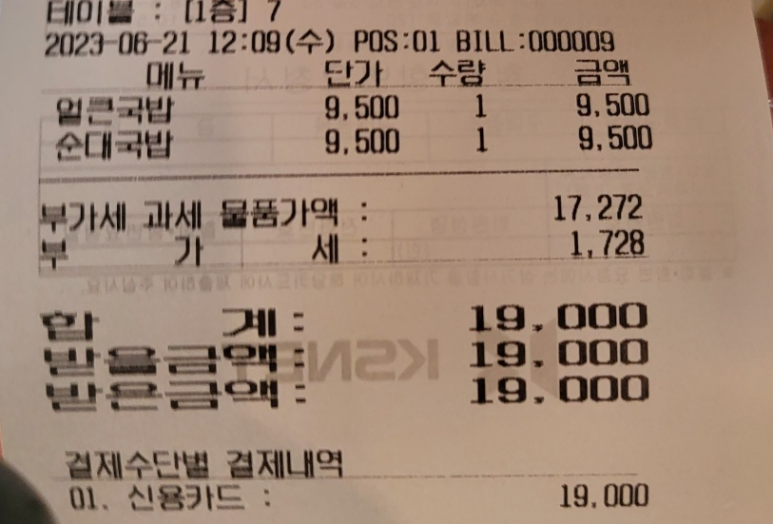 테이블 : [1층] 7
2023-06-21 12:09(수) POS:01 BILL:000009
메뉴 단가 수량 금액
얼큰국밥 9,500 1 9,500
순대국밥 9,500 1 9,500
부가세 과세 물품가액 : 17,272
부 가 세 : 1,728
합 계 : 19,000
받을금액 : 19,000
받은금액 : 19,000
결제수단별 결제내역
01. 신용카드 : 19,000